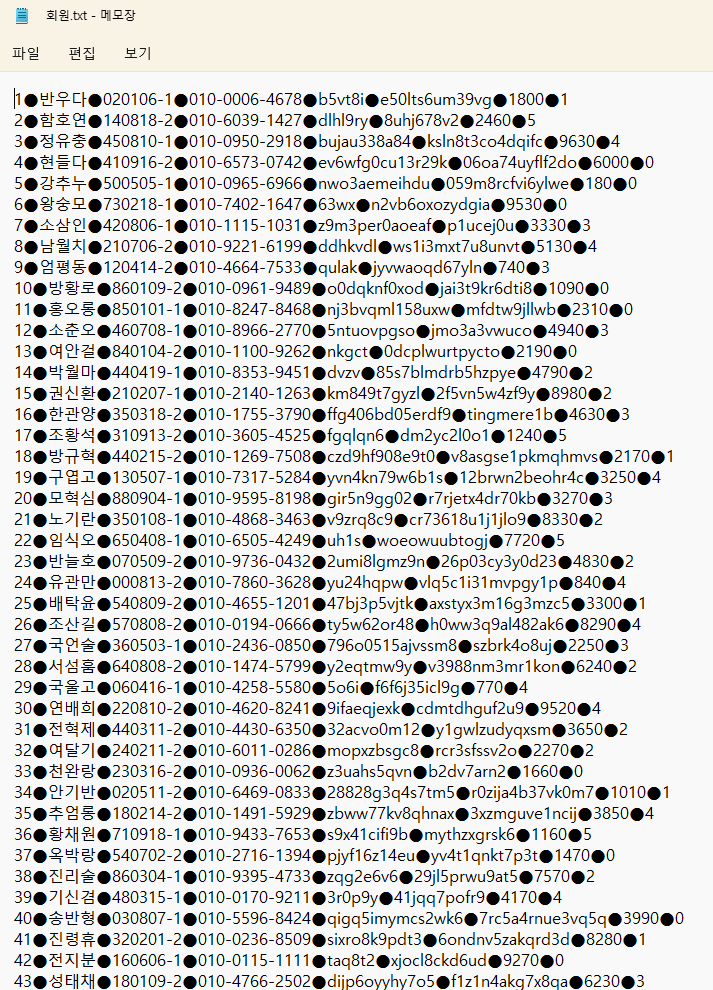 회원.txt - 메모장
파일 편집 보기
1●반우다●020106-1●010-0006-4678●b5vt8i●e50lts6um39vg●1800●1
2●함호연●140818-2●010-6039-1427●dlhl9ry●8uhj678v2●2460●5
3●정유충●450810-1●010-0950-2918●bujau338a84●ksln8t3co4dqifc●9630●4
4●현들다●410916-2●010-6573-0742●ev6wfg0cu13r29k●06oa74uyflf2do●6000●0
5●강추누●500505-1●010-0965-6966●nwo3aemeihdu●059m8rcfvi6ylwe●180●0
6●왕숭모●730218-1●010-7402-1647●63wx●n2vb6oxozydgia●9530●0
7●소삼인●420806-1●010-1115-1031●z9m3per0aoeaf●p1ucej0u●3330●3
8●남월치●210706-2●010-9221-6199●ddhkvdl●ws1i3mxt7u8unvt●5130●4
9●엄평동●120414-2●010-4664-7533●qulak●jyvwaoqd67yln●740●3
10●방황로●860109-2●010-0961-9489●o0dqknf0xod●jai3t9kr6dti8●1090●0
11●홍오릉●850101-1●010-8247-8468●nj3bvqml158uxw●mfdtw9jllwb●2310●0
12●소춘오●460708-1●010-8966-2770●5ntuovpgso●jmo3a3vwuco●4940●3
13●여안걸●840104-2●010-1100-9262●nkgct●0dcplwurtpycto●2190●0
14●박월마●440419-1●010-8353-9451●dvzv●85s7blmdrb5hzpye●4790●2
15●권신환●210207-1●010-2140-1263●km849t7gyzl●2f5vn5w4zf9y●8980●2
16●한관양●350318-2●010-1755-3790●ffg406bd05erdf9●tingmere1b●4630●3
17●조황석●310913-2●010-3605-4525●fgqlqn6●dm2yc2l0o1●1240●5
18●방규혁●440215-2●010-1269-7508●czd9hf908e9t0●v8asgse1pkmqhmvs●2170●1
19●구엽고●130507-1●010-7317-5284●yvn4kn79w6b1s●12brwn2beohr4c●3250●4
20●모혁심●880904-1●010-9595-8198●gir5n9gg02●r7rjetx4dr70kb●3270●3
21●노기란●350108-1●010-4868-3463●v9zrq8c9●cr73618u1j1jlo9●8330●2
22●임식오●650408-1●010-6505-4249●uh1s●woeowuubtogj●7720●5
23●반늘호●070509-2●010-9736-0432●2umi8lgmz9n●26p03cy3y0d23●4830●2
24●유관만●000813-2●010-7860-3628●yu24hqpw●vlq5c1i31mvpgy1p●840●4
25●배탁윤●540809-2●010-4655-1201●47bj3p5vjtk●axstyx3m16g3mzc5●3300●1
26●조산길●570808-2●010-0194-0666●ty5w62or48●h0ww3q9al482ak6●8290●4
27●국언술●360503-1●010-2436-0850●796o0515ajvssm8●szbrk4o8uj●2250●3
28●서섬훔●640808-2●010-1474-5799●y2eqtmw9y●v3988nm3mr1kon●6240●2
29●국울고●060416-1●010-4258-5580●5o6i●f6f6j35icl9g●770●4
30●연배희●220810-2●010-4620-8241●9ifaeqjexk●cdmtdhguf2u9●9520●4
31●전혁제●440311-2●010-4430-6350●32acvo0m12●y1gwlzudyqxsm●3650●2
32●여달기●240211-2●010-6011-0286●mopxzbsgc8●rcr3sfssv2o●2270●2
33●천완랑●230316-2●010-0936-0062●z3uahs5qvn●b2dv7arn2●1660●0
34●안기반●020511-2●010-6469-0833●28828g3q4s7tm5●r0zija4b37vk0m7●1010●1
35●추엄릉●180214-2●010-1491-5929●zbww77kv8qhnax●3xzmguve1ncij●3850●4
36●황채원●710918-1●010-9433-7653●s9x41cifi9b●mythzxgrsk6●1160●5
37●옥박랑●540702-2●010-2716-1394●pjyf16z14eu●yv4t1qnkt7p3t●1470●0
38●진리술●860304-1●010-9395-4733●zqg2e6v6●29jl5prwu9at5●7570●2
39●기신겸●480315-1●010-0170-9211●3r0p9y●41jqq7pofr9●4170●4
40●송반형●030807-1●010-5596-8424●qigq5imymcs2wk6●7rc5a4rnue3vq5q●3990●0
41●진령휴●320201-2●010-0236-8509●sixro8k9pdt3●6ondnv5zakqrd3d●8280●1
42●전지분●160606-1●010-0115-1111●taq8t2●xjocl8ckd6ud●9270●0
43●성태채●180109-2●010-4766-2502●dijp6oyyhy7o5●f1z1n4akg7x8qa●6230●3